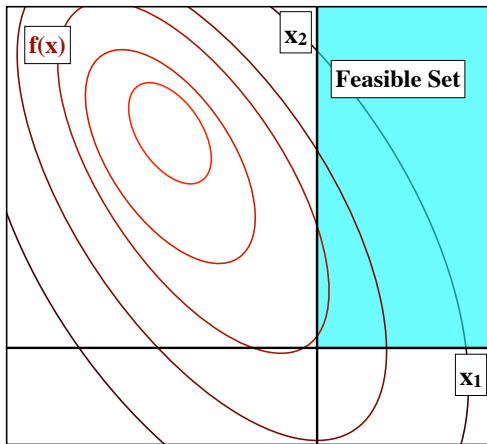 f(x)
x₂
Feasible Set
x₁